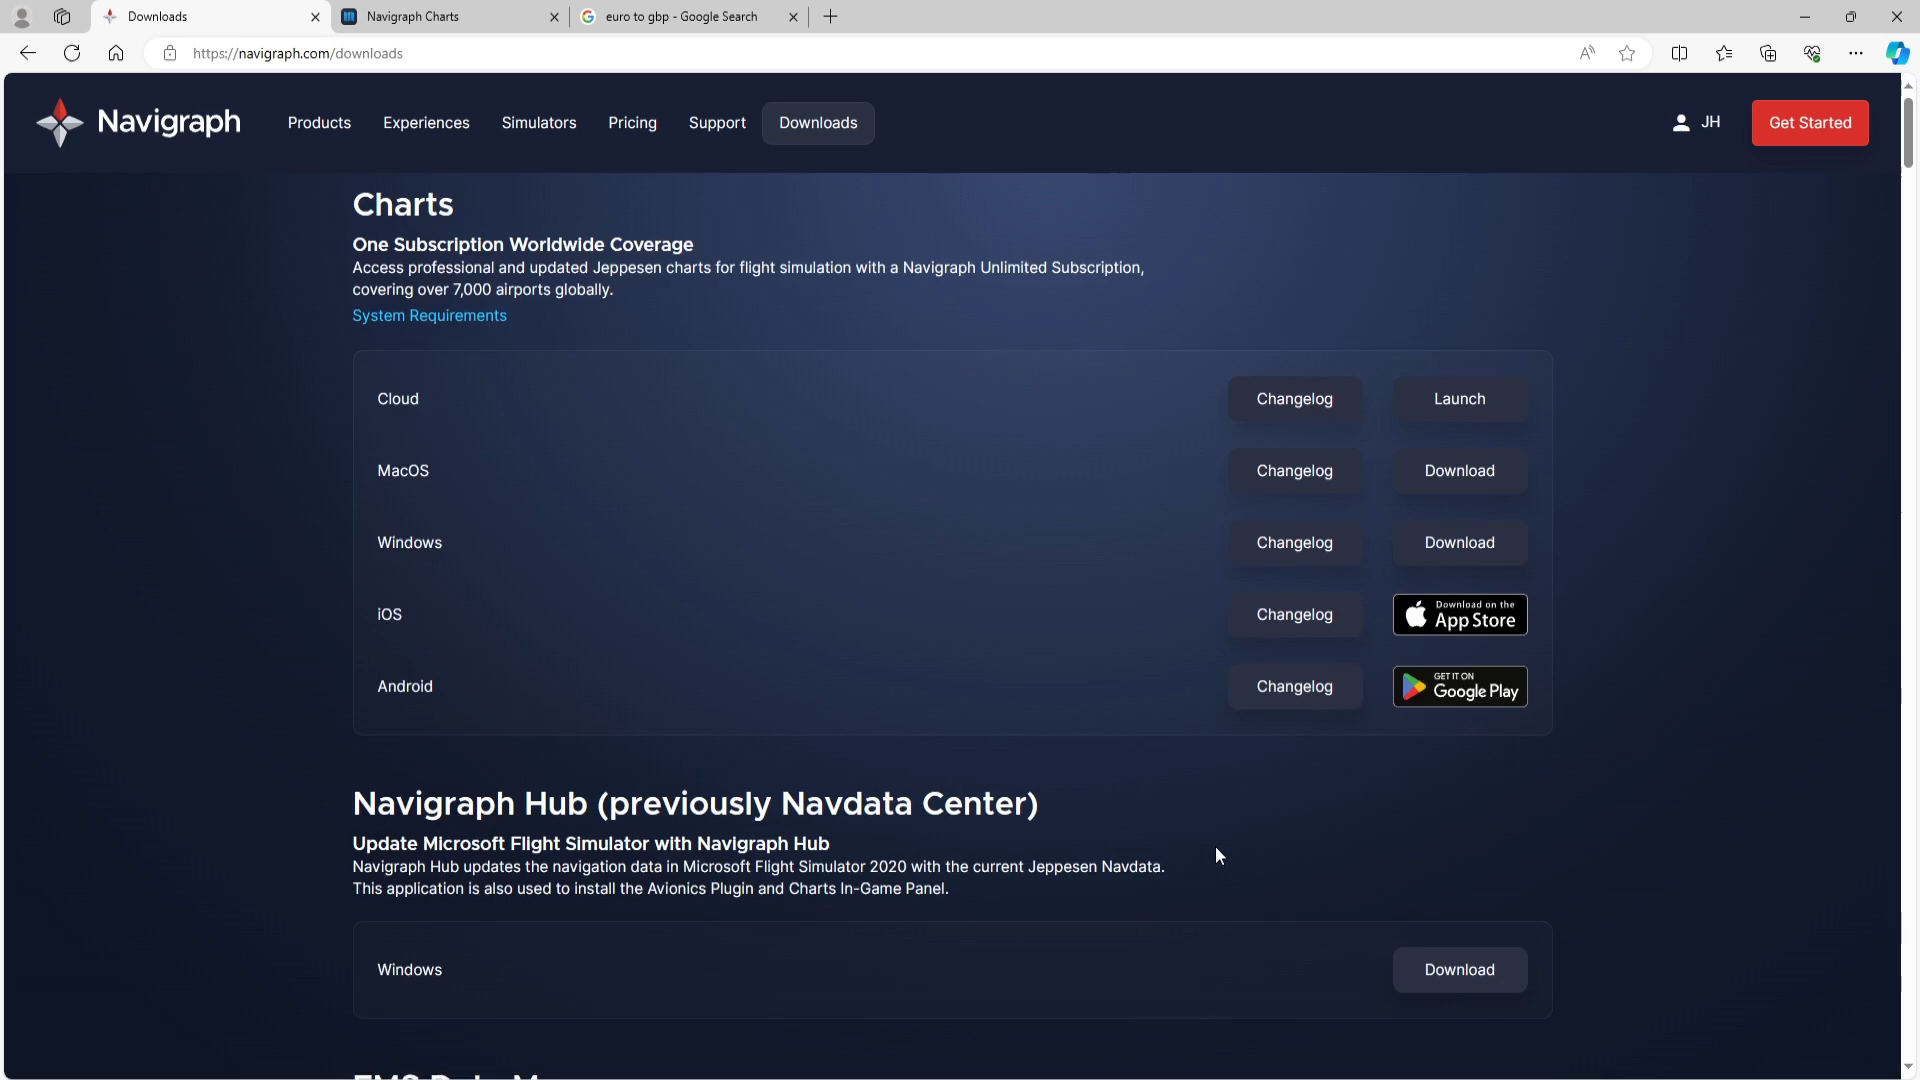 Downloads
Navigraph Charts
euro to gbp - Google Search
https://navigraph.com/downloads
Navigraph
Products
Experiences
Simulators
Pricing
Support
Downloads
JH
Get Started
Charts
One Subscription Worldwide Coverage
Access professional and updated Jeppesen charts for flight simulation with a Navigraph Unlimited Subscription,
covering over 7,000 airports globally.
System Requirements
Cloud
Changelog
Launch
MacOS
Changelog
Download
Windows
Changelog
Download
iOS
Changelog
Download on the
App Store
Android
Changelog
GET IT ON
Google Play
Navigraph Hub (previously Navdata Center)
Update Microsoft Flight Simulator with Navigraph Hub
Navigraph Hub updates the navigation data in Microsoft Flight Simulator 2020 with the current Jeppesen Navdata.
This application is also used to install the Avionics Plugin and Charts In-Game Panel.
Windows
Download